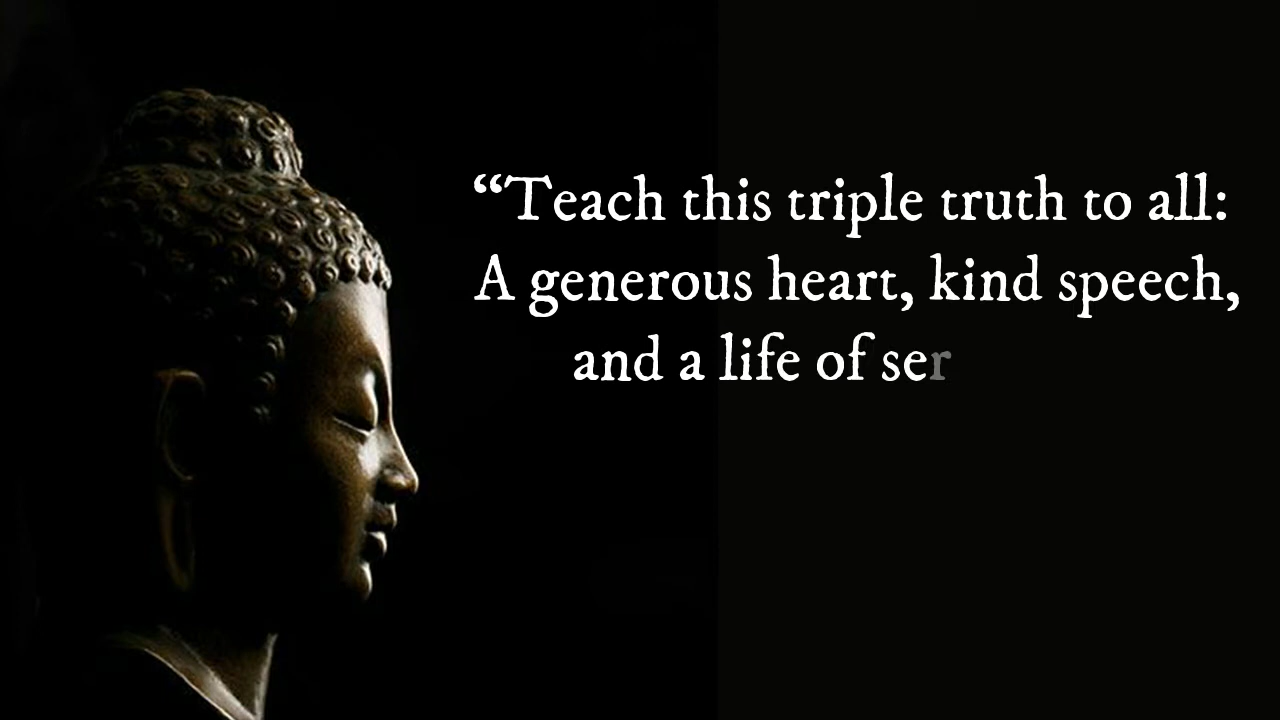 “Teach this triple truth to all:
A generous heart, kind speech,
and a life of ser